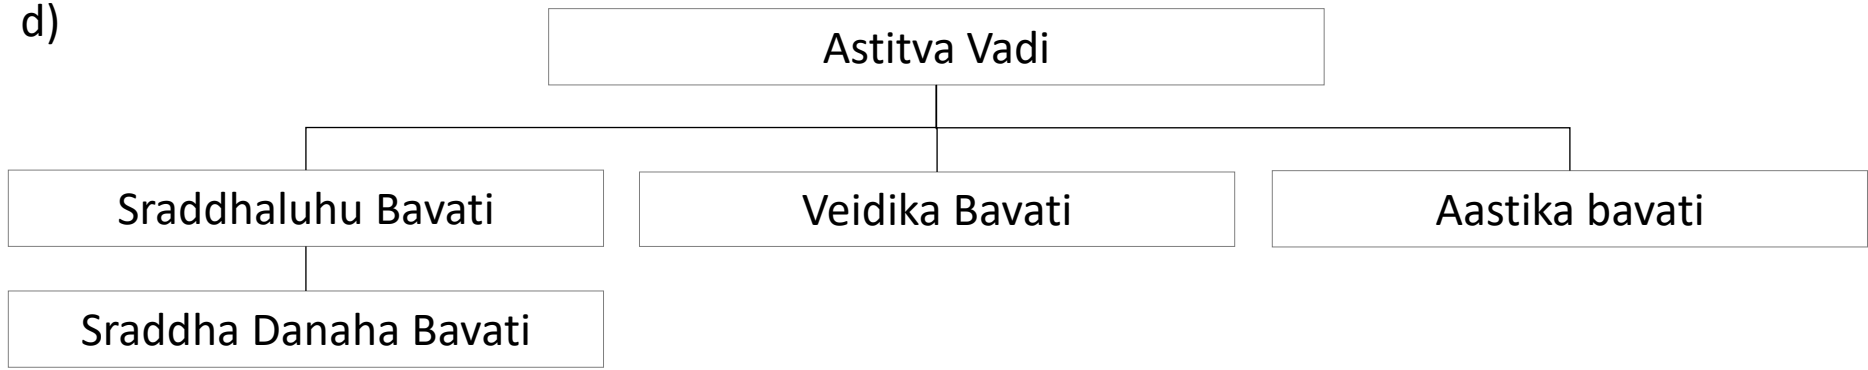 d)
Astitva Vadi
Sraddhaluhu Bavati
Veidika Bavati
Aastika bavati
Sraddha Danaha Bavati